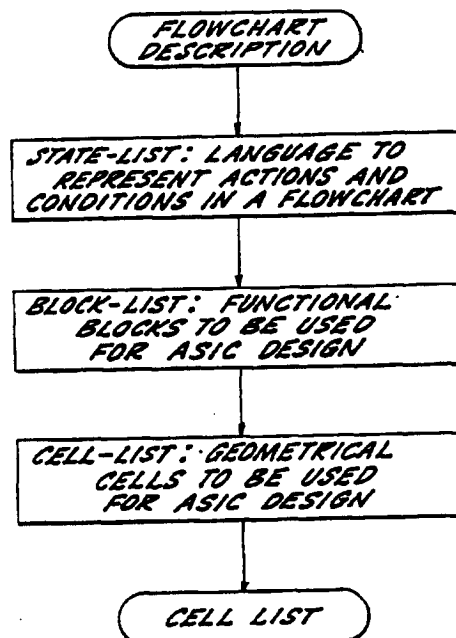 FLOWCHART
DESCRIPTION
STATE-LIST: LANGUAGE TO
REPRESENT ACTIONS AND
CONDITIONS IN A FLOWCHART
BLOCK-LIST: FUNCTIONAL
BLOCKS TO BE USED
FOR ASIC DESIGN
CELL-LIST: GEOMETRICAL
CELLS TO BE USED
FOR ASIC DESIGN
CELL LIST